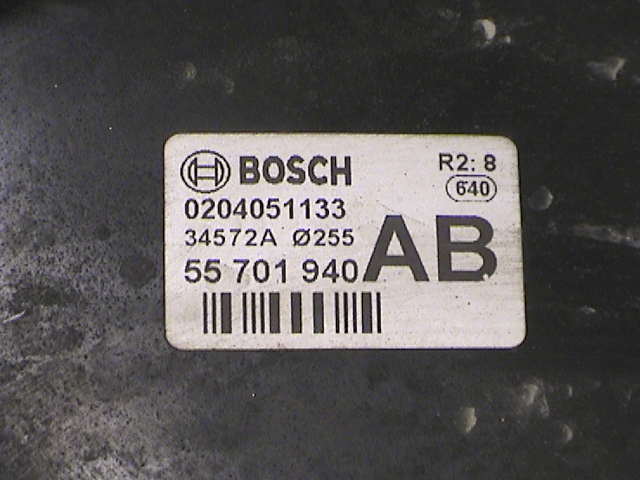 BOSCH R2: 8
640
0204051133
34572A Ø255
55 701 940 AB